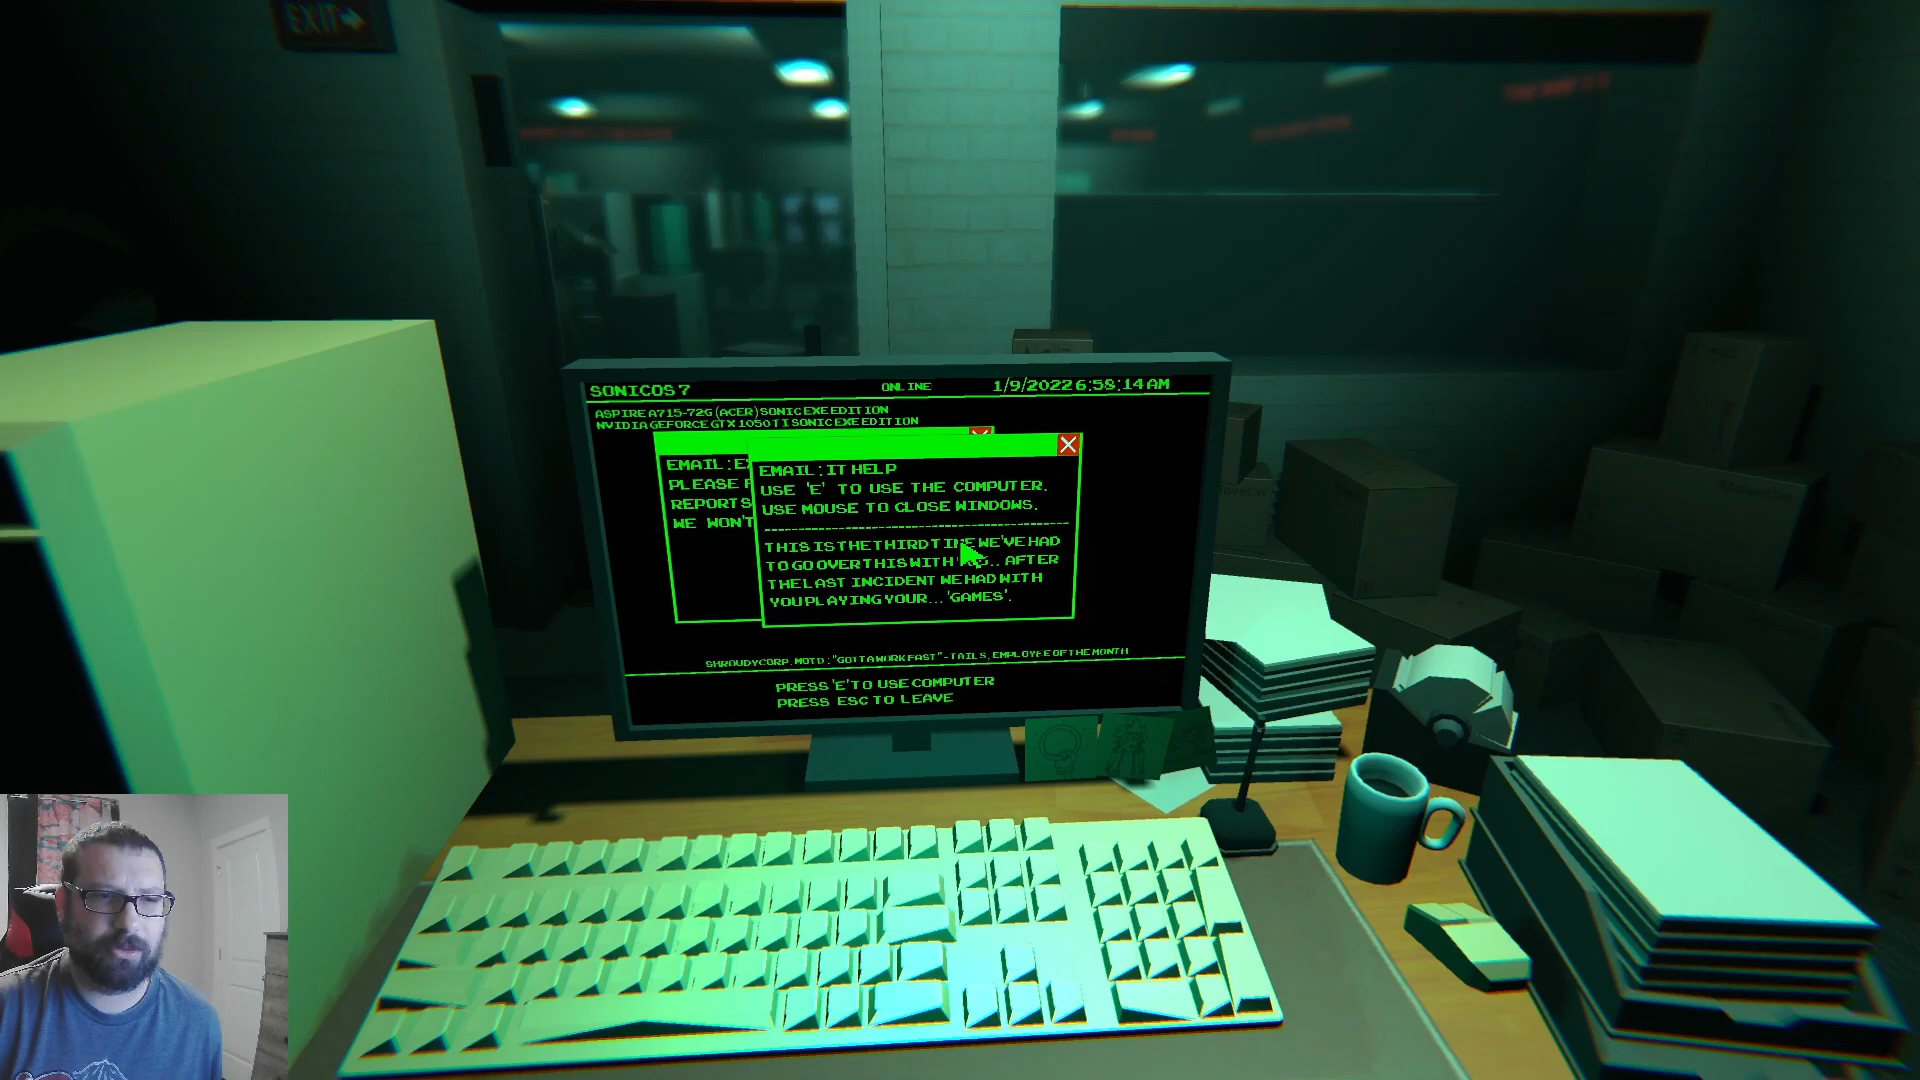 EXIT
SONICOS 7 ONLINE 1/9/2022 6:58:14 AM
ASPIRE A715-72G (ACER) SONIC EXE EDITION
NVIDIA GEFORCE GTX 1050 TI SONIC EXE EDITION
EMAIL:
PLEASE
REPORTS
WE WON'T
EMAIL: IT HELP
USE 'E' TO USE THE COMPUTER.
USE MOUSE TO CLOSE WINDOWS.
THIS IS THE THIRD TIME WE'VE HAD
TO GO OVER THIS WITH ... AFTER
THE LAST INCIDENT WE HAD WITH
YOU PLAYING YOUR... 'GAMES'.
SHROUDYCORP. MOTD: "GOTTA WORK FAST" - TAILS, EMPLOYEE OF THE MONTH
PRESS 'E' TO USE COMPUTER
PRESS ESC TO LEAVE